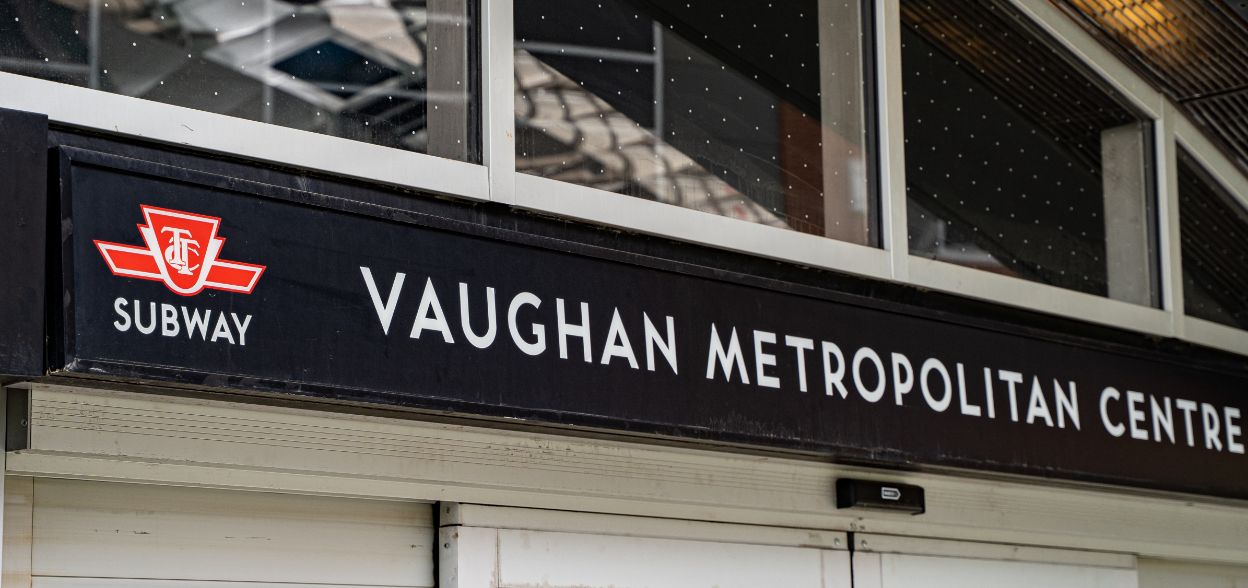 TTC
SUBWAY
VAUGHAN METROPOLITAN CENTRE